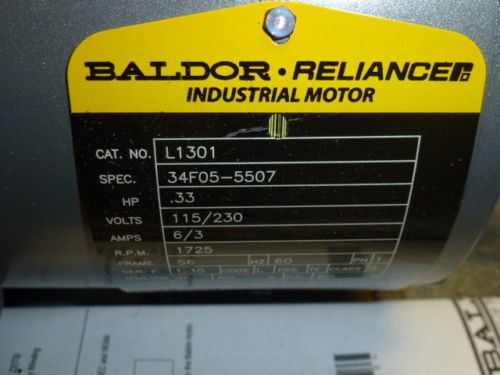 BALDOR · RELIANCE
INDUSTRIAL MOTOR
CAT. NO. L1301
SPEC. 34F05-5507
HP .33
VOLTS 115/230
AMPS 6/3
R.P.M. 1725
FRAME 56 HZ 60 PH 1
SER. F. 1.15 CODE L DES N CLASS B